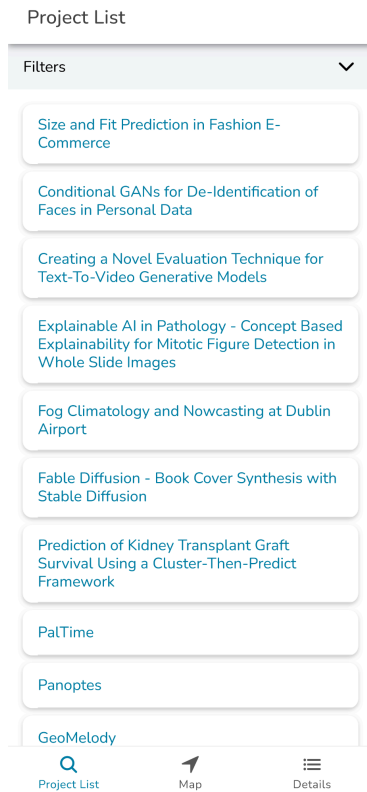 Project List
Filters
Size and Fit Prediction in Fashion E-
Commerce
Conditional GANs for De-Identification of
Faces in Personal Data
Creating a Novel Evaluation Technique for
Text-To-Video Generative Models
Explainable AI in Pathology - Concept Based
Explainability for Mitotic Figure Detection in
Whole Slide Images
Fog Climatology and Nowcasting at Dublin
Airport
Fable Diffusion - Book Cover Synthesis with
Stable Diffusion
Prediction of Kidney Transplant Graft
Survival Using a Cluster-Then-Predict
Framework
PalTime
Panoptes
GeoMelody
Project List
Map
Details